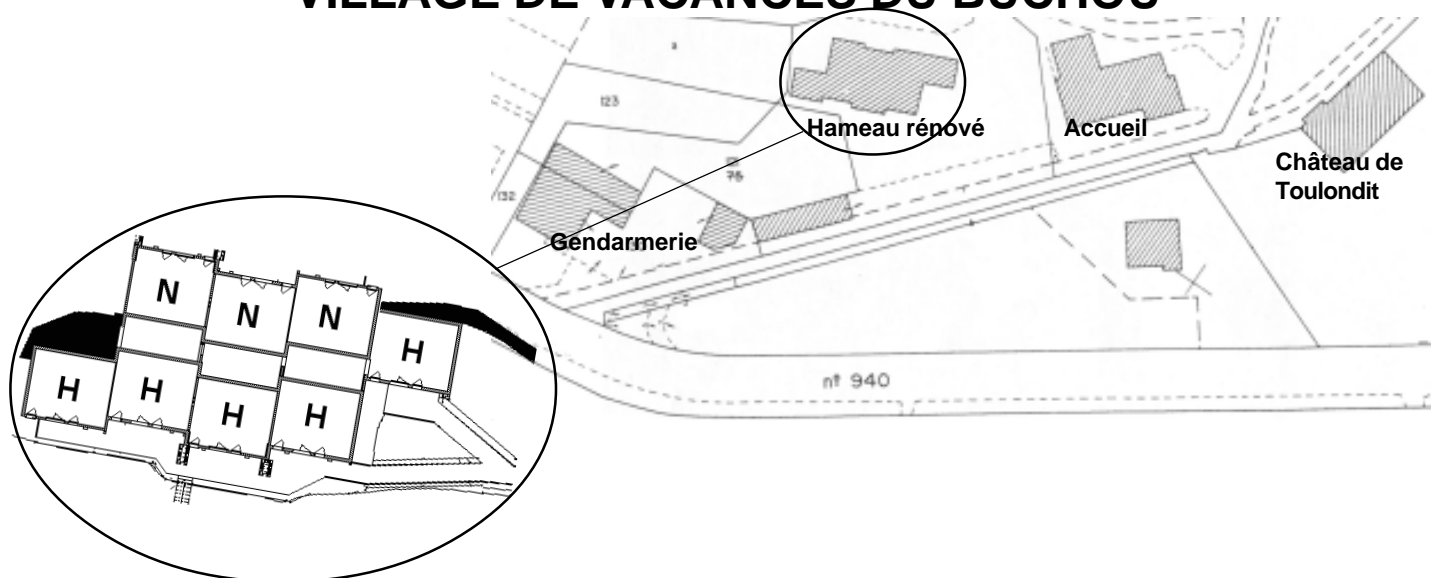 VILLAGE DE VACANCES DU BUCHOU
123
Hameau rénové
Accueil
Château de
Toulondit
75
132
Gendarmerie
N
N
N
H
H
H
H
H
nt 940